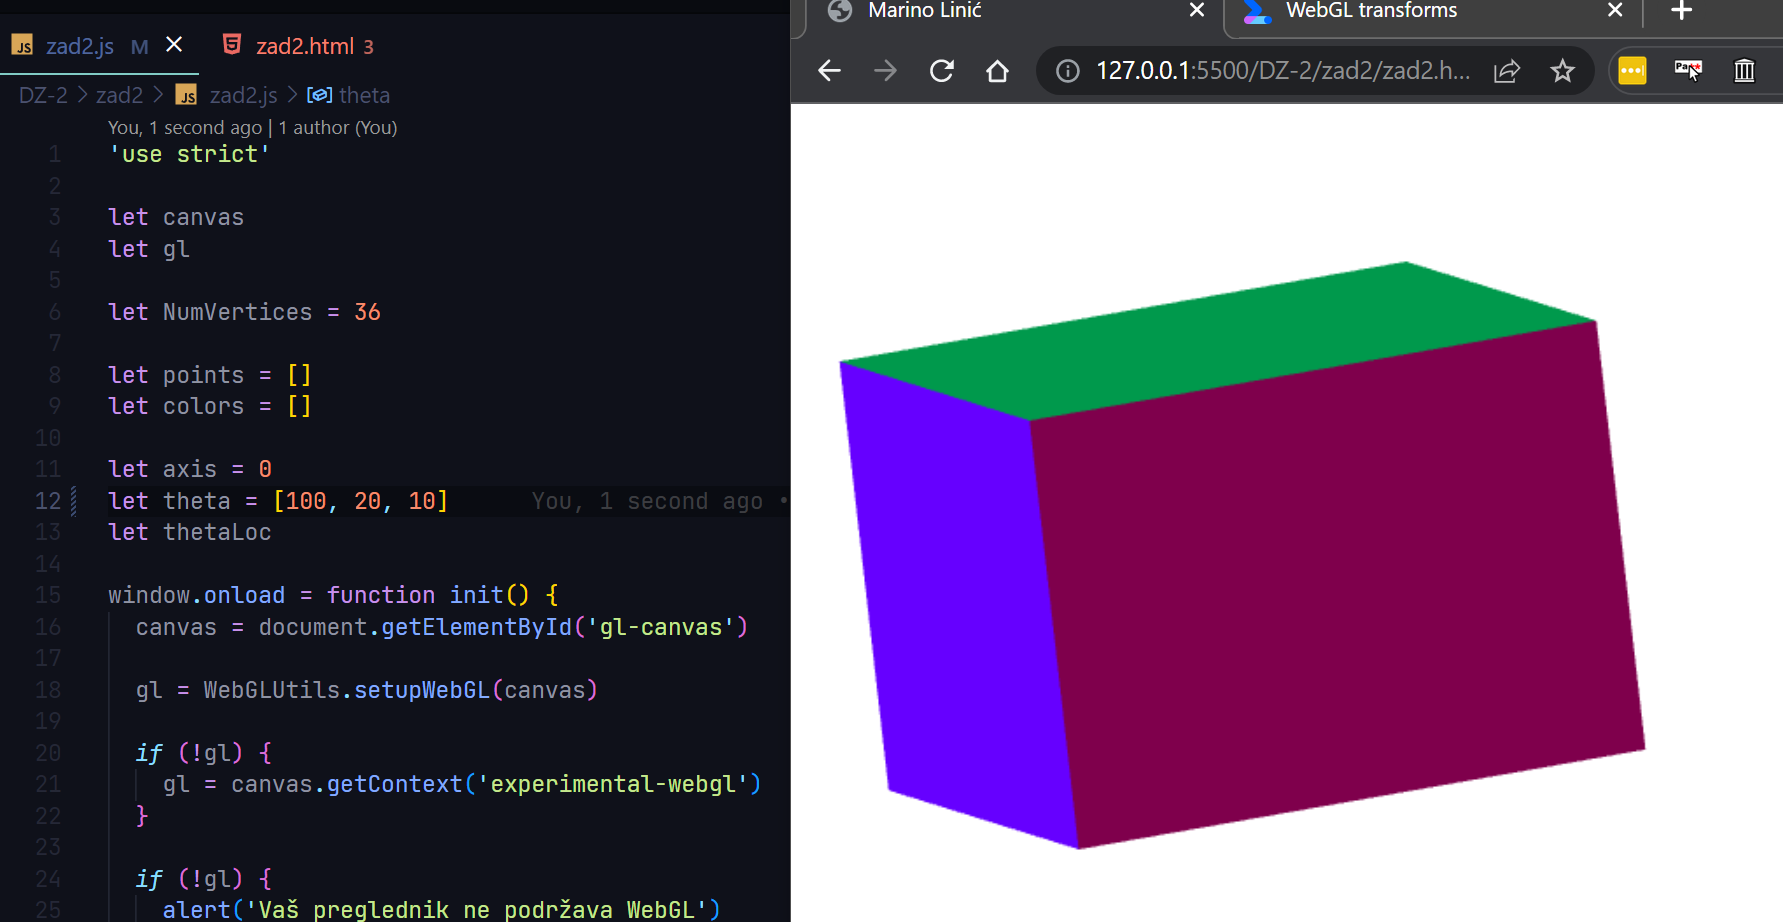 zad2.js M
zad2.html 3
DZ-2 > zad2 > JS zad2.js > theta
You, 1 second ago | 1 author (You)
1 'use strict'
2
3 let canvas
4 let gl
5
6 let NumVertices = 36
7
8 let points = []
9 let colors = []
10
11 let axis = 0
12 let theta = [100, 20, 10] You, 1 second ago •
13 let thetaLoc
14
15 window.onload = function init() {
16 canvas = document.getElementById('gl-canvas')
17
18 gl = WebGLUtils.setupWebGL(canvas)
19
20 if (!gl) {
21 gl = canvas.getContext('experimental-webgl')
22 }
23
24 if (!gl) {
25 alert('Vaš preglednik ne podržava WebGL')
Marino Linić
WebGL transforms
127.0.0.1:5500/DZ-2/zad2/zad2.h...